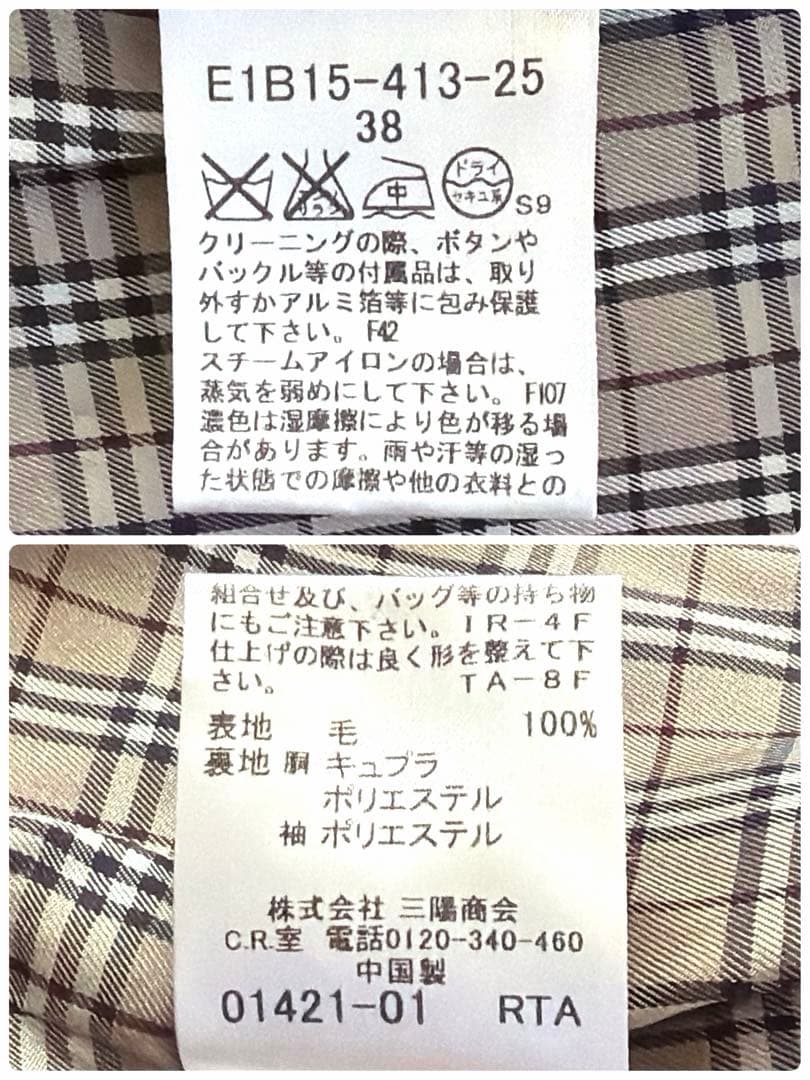 E1B15-413-25
38
中 ドライ
セキユ系 S9
クリーニングの際、ボタンや
バックル等の付属品は、取り
外すかアルミ箔等に包み保護
して下さい。 F42
スチームアイロンの場合は、
蒸気を弱めにして下さい。 F107
濃色は湿摩擦により色が移る場
合があります。雨や汗等の湿っ
た状態での摩擦や他の衣料との
組合せ及び、バッグ等の持ち物
にもご注意下さい。IR-4F
仕上げの際は良く形を整えて下
さい。 TA-8F
表地 毛 100%
裏地 胴 キュプラ
ポリエステル
袖 ポリエステル
株式会社 三陽商会
C.R.室 電話0120-340-460
中国製
01421-01 RTA